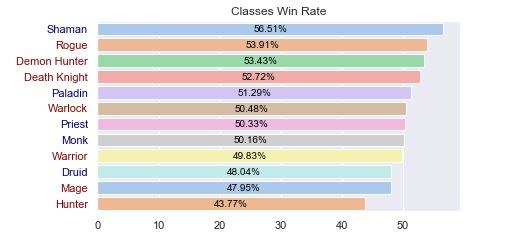 Classes Win Rate
Shaman 56.51%
Rogue 53.91%
Demon Hunter 53.43%
Death Knight 52.72%
Paladin 51.29%
Warlock 50.48%
Priest 50.33%
Monk 50.16%
Warrior 49.83%
Druid 48.04%
Mage 47.95%
Hunter 43.77%
0 10 20 30 40 50